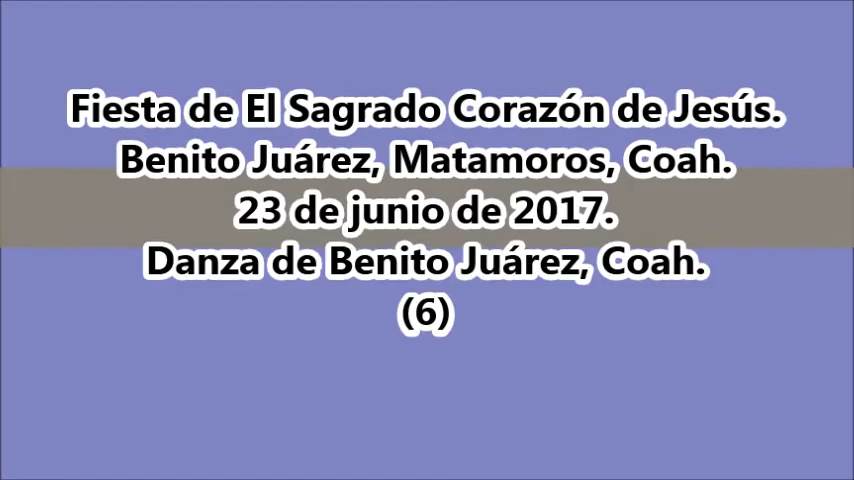 Fiesta de El Sagrado Corazón de Jesús.
Benito Juárez, Matamoros, Coah.
23 de junio de 2017.
Danza de Benito Juárez, Coah.
(6)